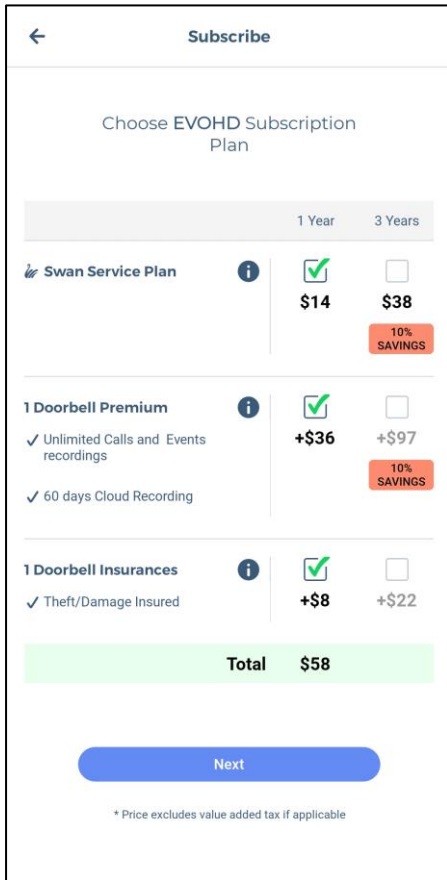 Subscribe
Choose EVOHD Subscription
Plan
1 Year 3 Years
Swan Service Plan
$14 $38
10%
SAVINGS
1 Doorbell Premium
Unlimited Calls and Events
recordings
+$36 +$97
10%
SAVINGS
60 days Cloud Recording
1 Doorbell Insurances
Theft/Damage Insured
+$8 +$22
Total $58
Next
* Price excludes value added tax if applicable